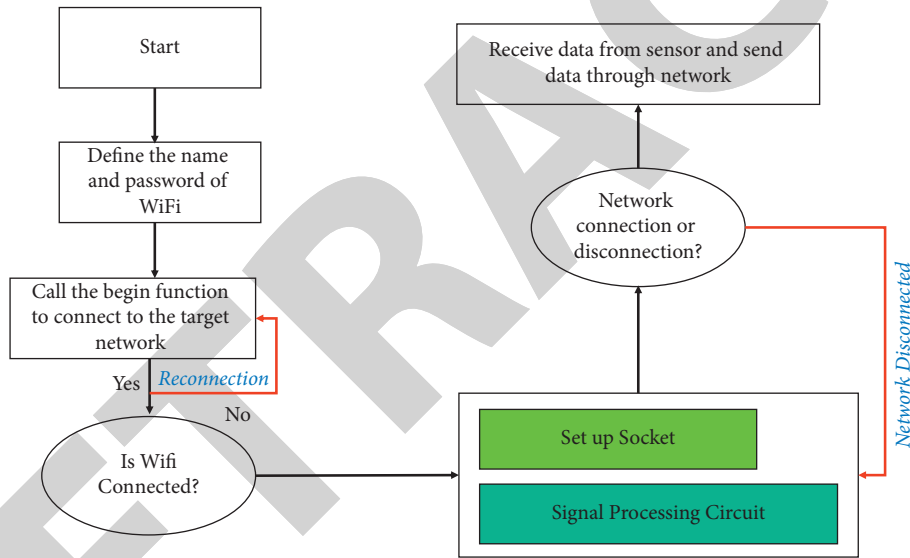 Start
Define the name
and password of
WiFi
Call the begin function
to connect to the target
network
Yes
Reconnection
No
Is Wifi
Connected?
Receive data from sensor and send
data through network
Network
connection or
disconnection?
Network Disconnected
Set up Socket
Signal Processing Circuit
ETRAC